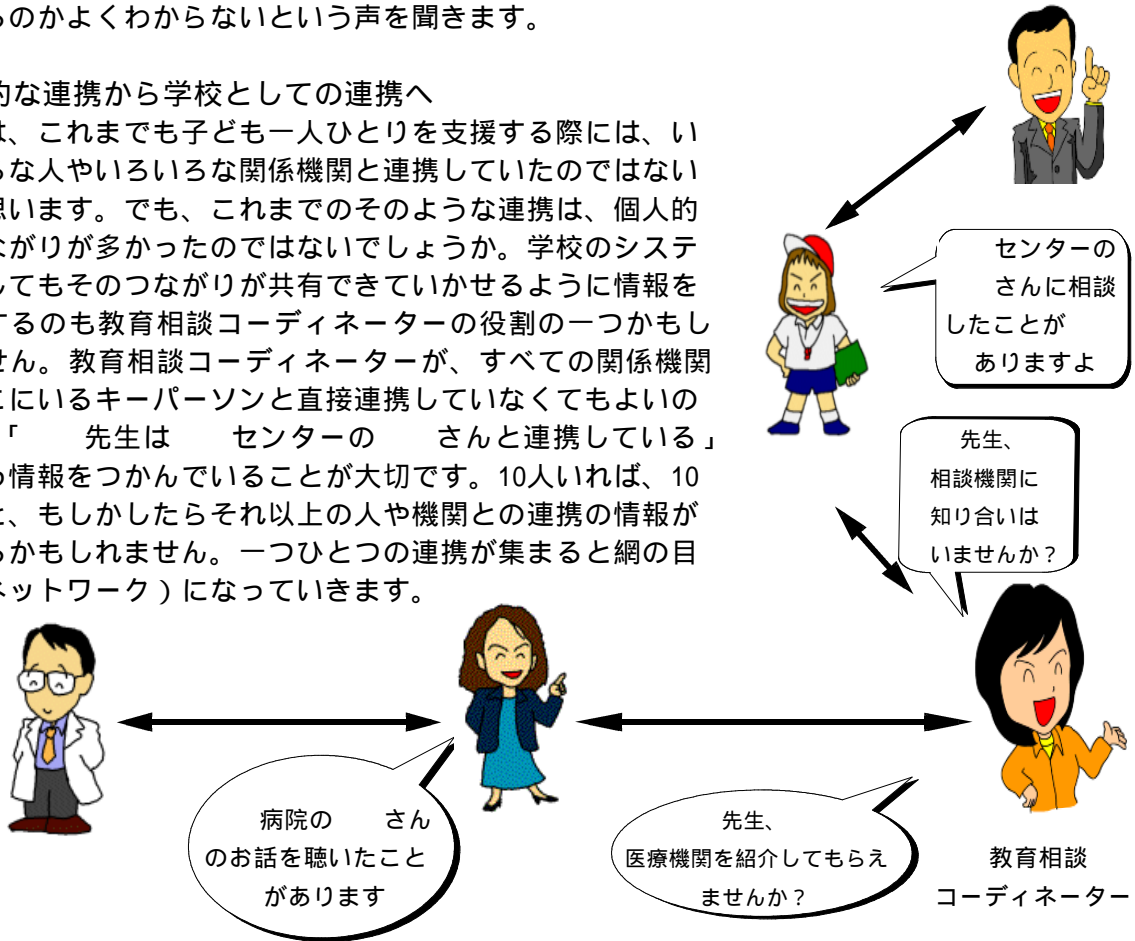 るのかよくわからないという声を聞きます。
的な連携から学校としての連携へ
は、これまでも子ども一人ひとりを支援する際には、い
らな人やいろいろな関係機関と連携していたのではない
思います。でも、これまでのそのような連携は、個人的
ながりが多かったのではないでしょうか。学校のシステ
してもそのつながりが共有できていかせるように情報を
するのも教育相談コーディネーターの役割の一つかもし
せん。教育相談コーディネーターが、すべての関係機関
こにいるキーパーソンと直接連携していなくてもよいの
「　　先生は　　センターの　　さんと連携している」
う情報をつかんでいることが大切です。10人いれば、10
と、もしかしたらそれ以上の人や機関との連携の情報が
るかもしれません。一つひとつの連携が集まると網の目
ネットワーク）になっていきます。
センターの
さんに相談
したことが
ありますよ
先生、
相談機関に
知り合いは
いませんか？
病院の　　さん
のお話を聴いたこと
があります
先生、
医療機関を紹介してもらえ
ませんか？
教育相談
コーディネーター